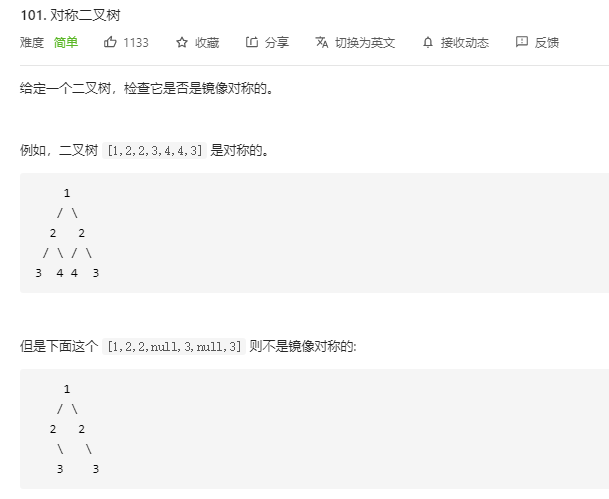 101. 对称二叉树
难度 简单 1133 收藏 分享 切换为英文 接收动态 反馈
给定一个二叉树，检查它是否是镜像对称的。
例如，二叉树 [1,2,2,3,4,4,3] 是对称的。
    1
   / \
  2   2
 / \ / \
3  4 4  3
但是下面这个 [1,2,2,null,3,null,3] 则不是镜像对称的:
    1
   / \
  2   2
   \   \
   3    3